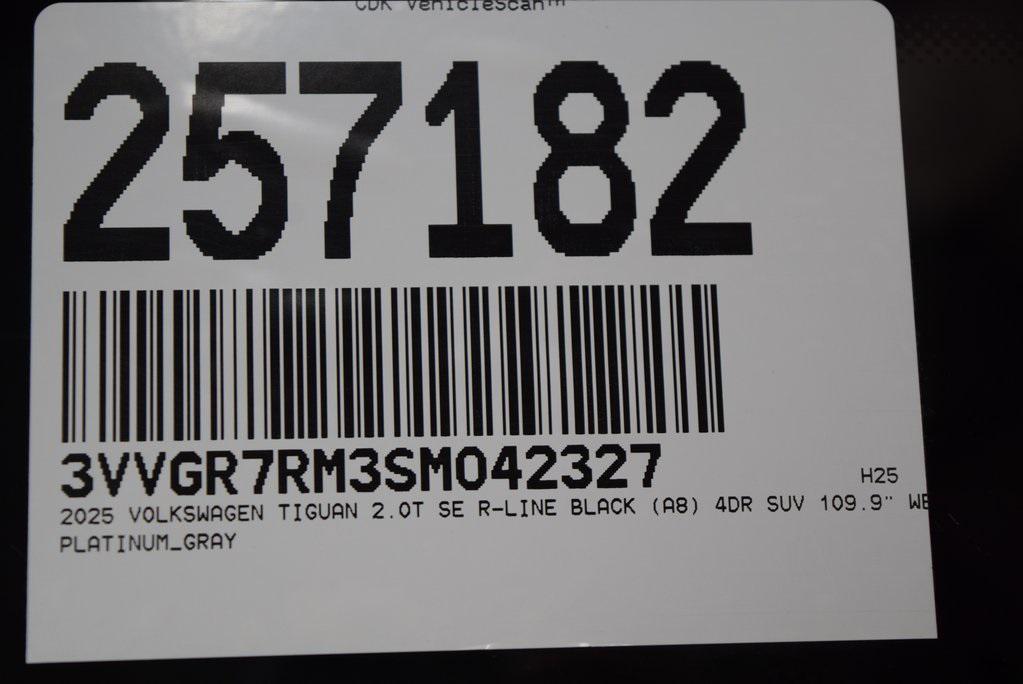 CDK VehicleScan™
257182
3VVGR7RM3SM042327
H25
2025 VOLKSWAGEN TIGUAN 2.0T SE R-LINE BLACK (A8) 4DR SUV 109.9" WB
PLATINUM_GRAY